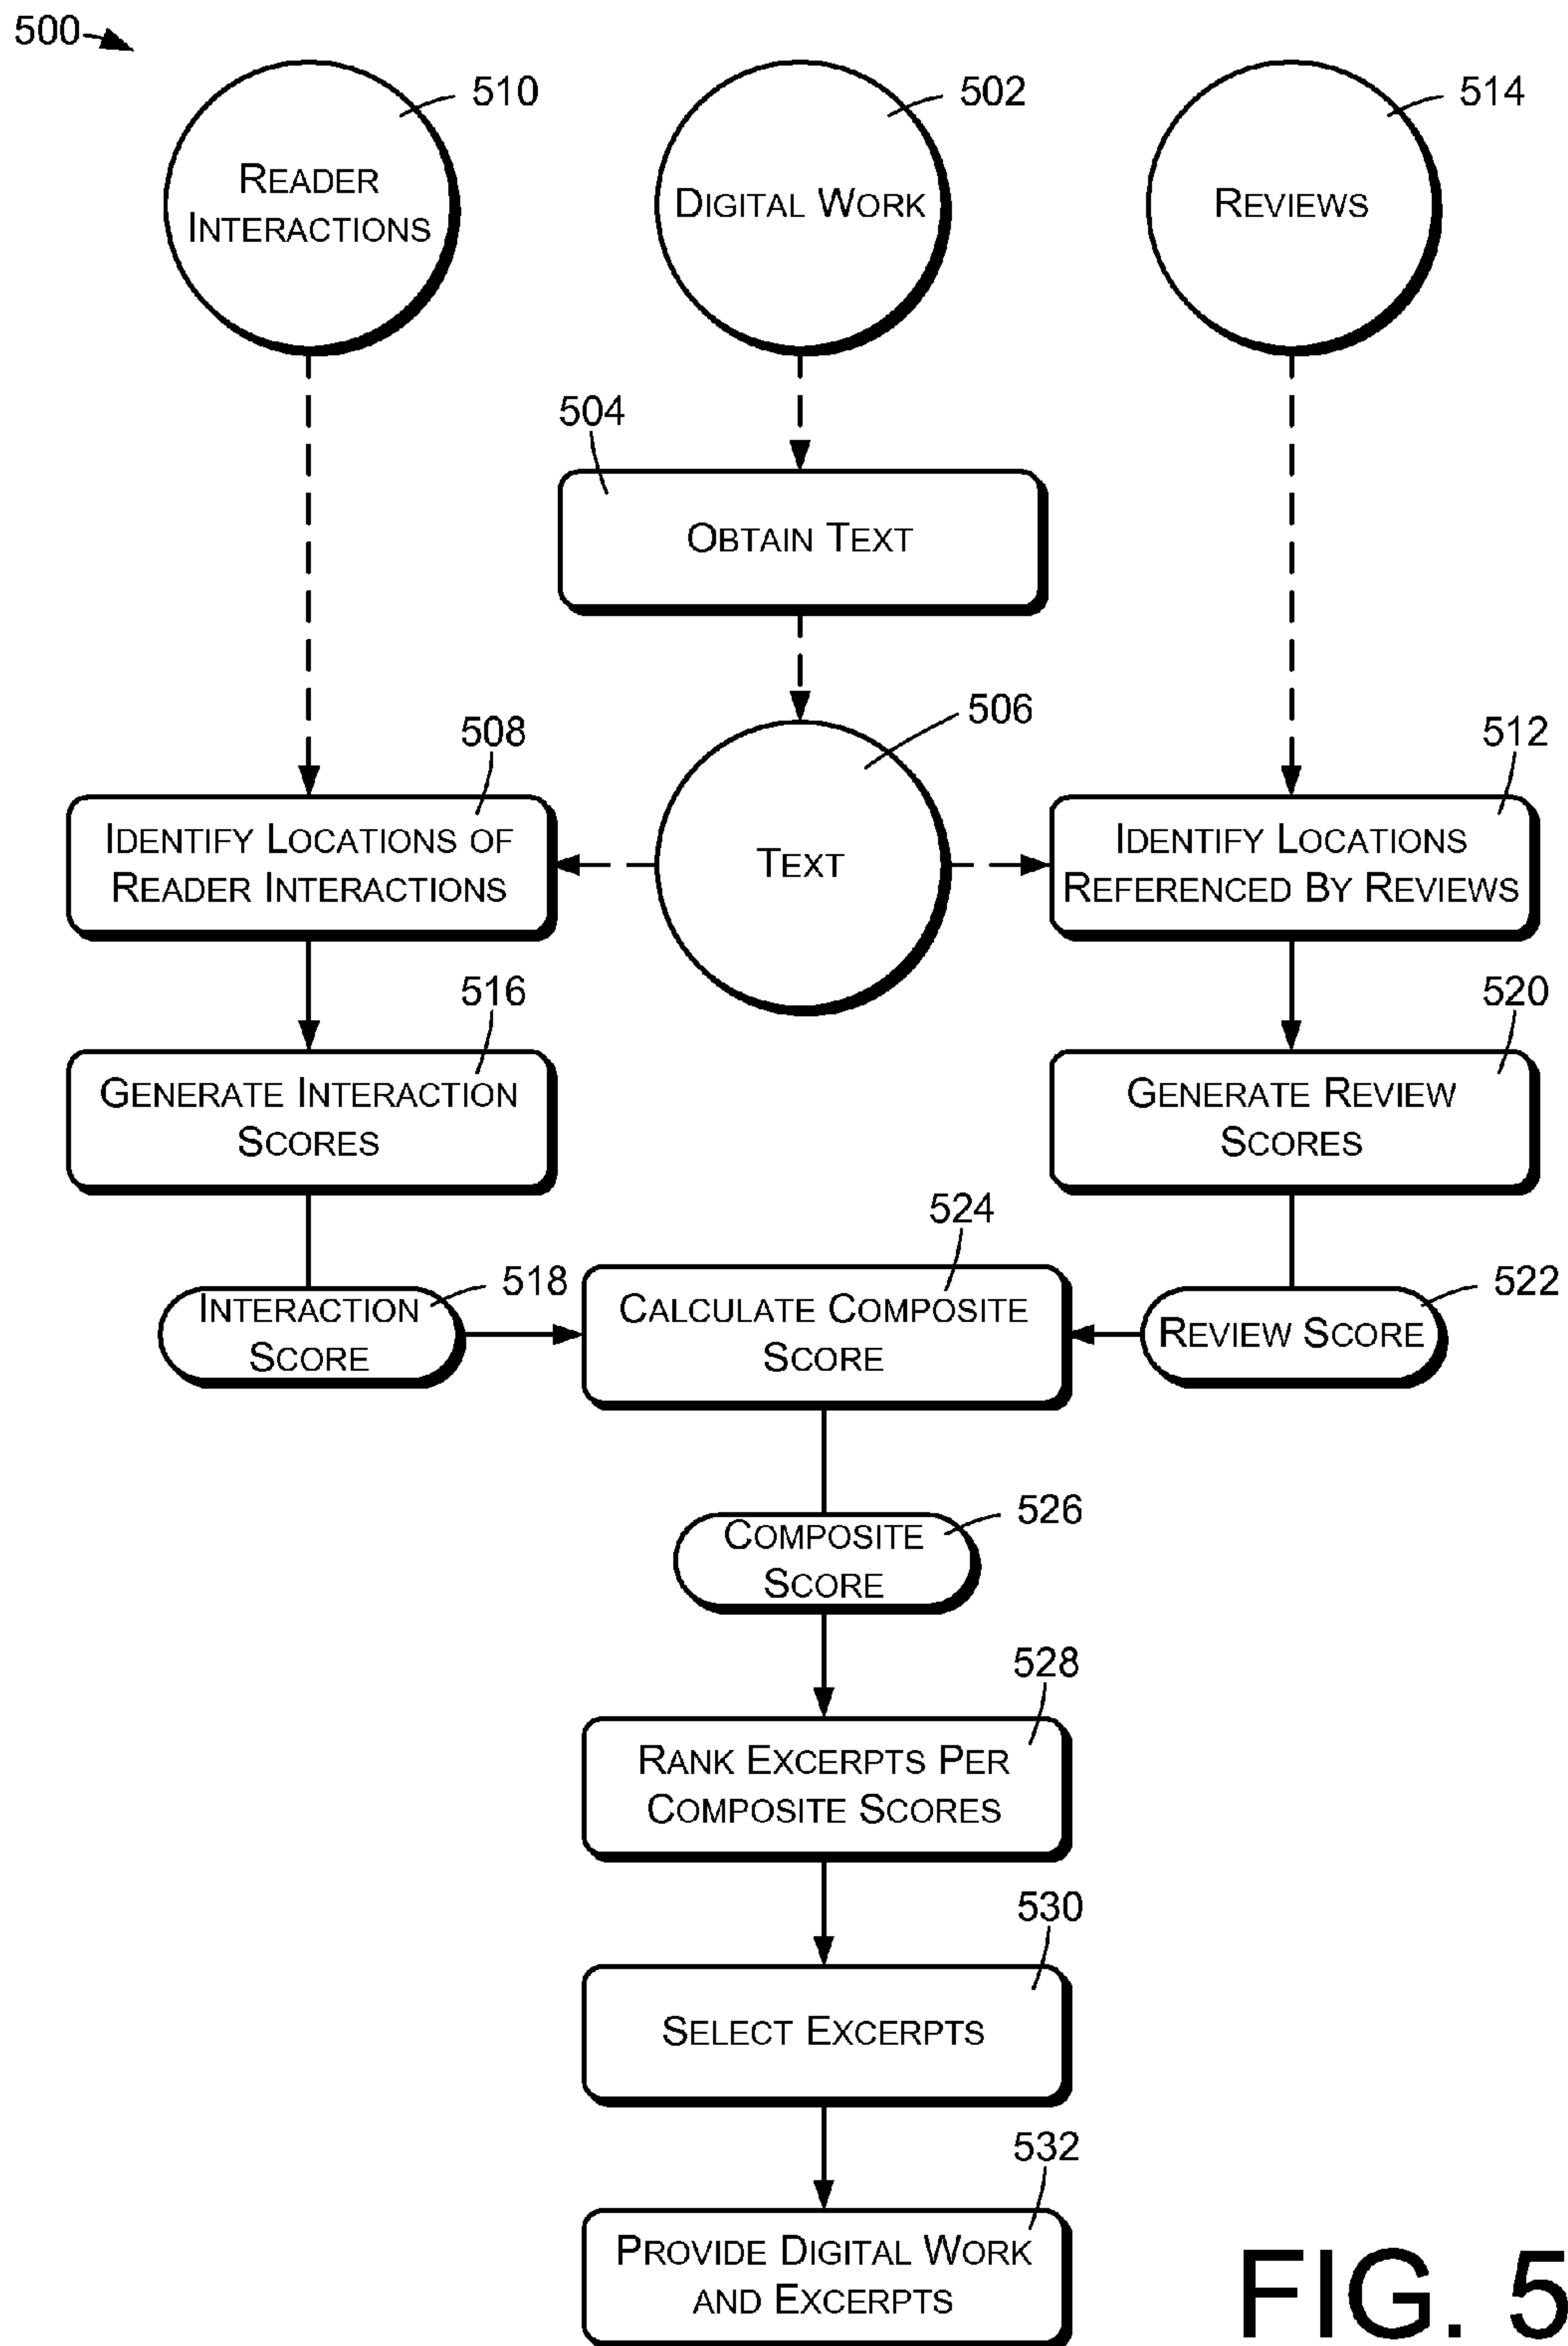 500
510
502
514
READER
INTERACTIONS
DIGITAL WORK
REVIEWS
504
OBTAIN TEXT
506
508
512
IDENTIFY LOCATIONS OF
READER INTERACTIONS
TEXT
IDENTIFY LOCATIONS
REFERENCED BY REVIEWS
516
520
GENERATE INTERACTION
SCORES
GENERATE REVIEW
SCORES
524
518
522
INTERACTION
SCORE
CALCULATE COMPOSITE
SCORE
REVIEW SCORE
526
COMPOSITE
SCORE
528
RANK EXCERPTS PER
COMPOSITE SCORES
530
SELECT EXCERPTS
532
PROVIDE DIGITAL WORK
AND EXCERPTS
FIG. 5